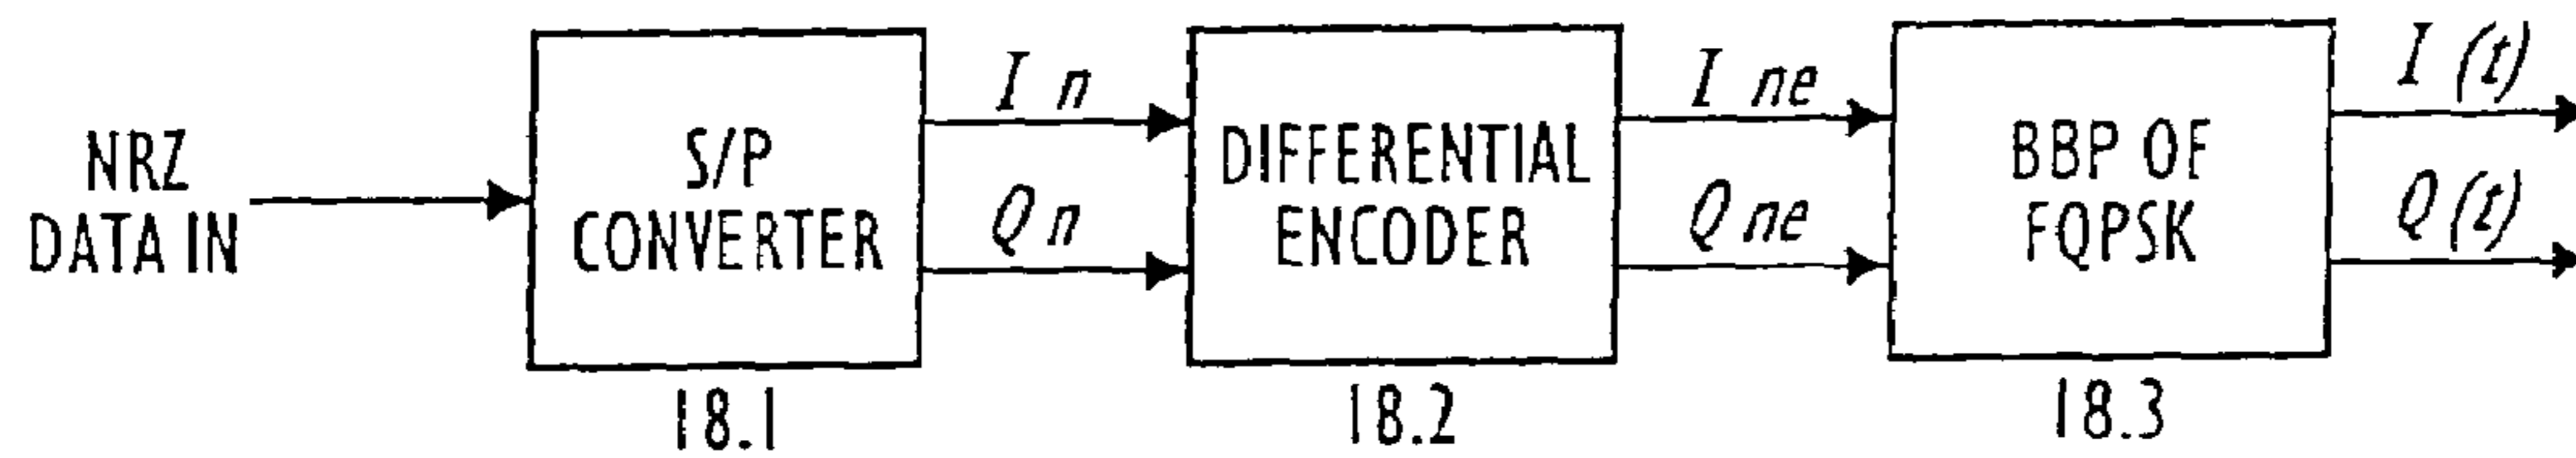 NRZ
DATA IN
S/P
CONVERTER
18.1
I n
Q n
DIFFERENTIAL
ENCODER
18.2
I ne
Q ne
BBP OF
FQPSK
18.3
I (t)
Q (t)